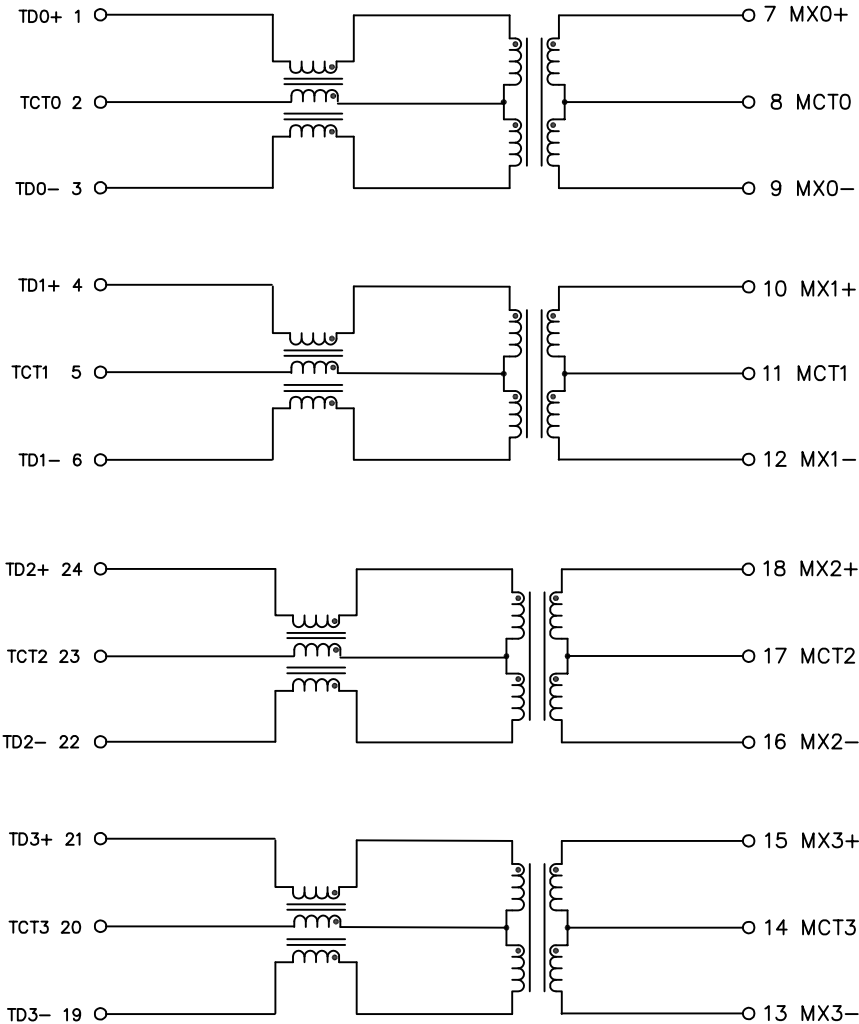 TD0+ 1 7 MX0+
TCT0 2 8 MCT0
TD0- 3 9 MX0-
TD1+ 4 10 MX1+
TCT1 5 11 MCT1
TD1- 6 12 MX1-
TD2+ 24 18 MX2+
TCT2 23 17 MCT2
TD2- 22 16 MX2-
TD3+ 21 15 MX3+
TCT3 20 14 MCT3
TD3- 19 13 MX3-